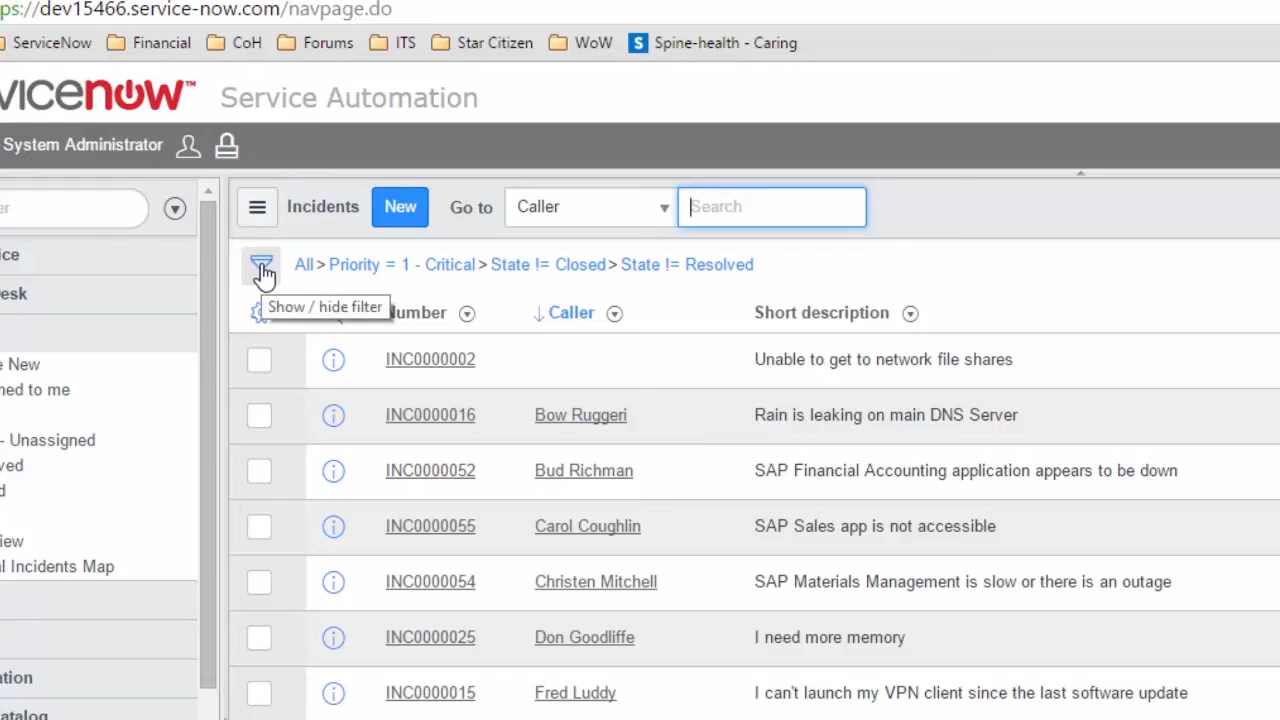 ps://dev15466.service-now.com/navpage.do
ServiceNow Financial CoH Forums ITS Star Citizen WoW S Spine-health - Caring
vicenow™ Service Automation
System Administrator
er
Incidents New Go to Caller Search
ice
All > Priority = 1 - Critical > State != Closed > State != Resolved
esk
Show / hide filter
Number Caller Short description
e New
ned to me
- Unassigned
ved
d
iew
l Incidents Map
ation
atalog
INC0000002 Unable to get to network file shares
INC0000016 Bow Ruggeri Rain is leaking on main DNS Server
INC0000052 Bud Richman SAP Financial Accounting application appears to be down
INC0000055 Carol Coughlin SAP Sales app is not accessible
INC0000054 Christen Mitchell SAP Materials Management is slow or there is an outage
INC0000025 Don Goodliffe I need more memory
INC0000015 Fred Luddy I can't launch my VPN client since the last software update